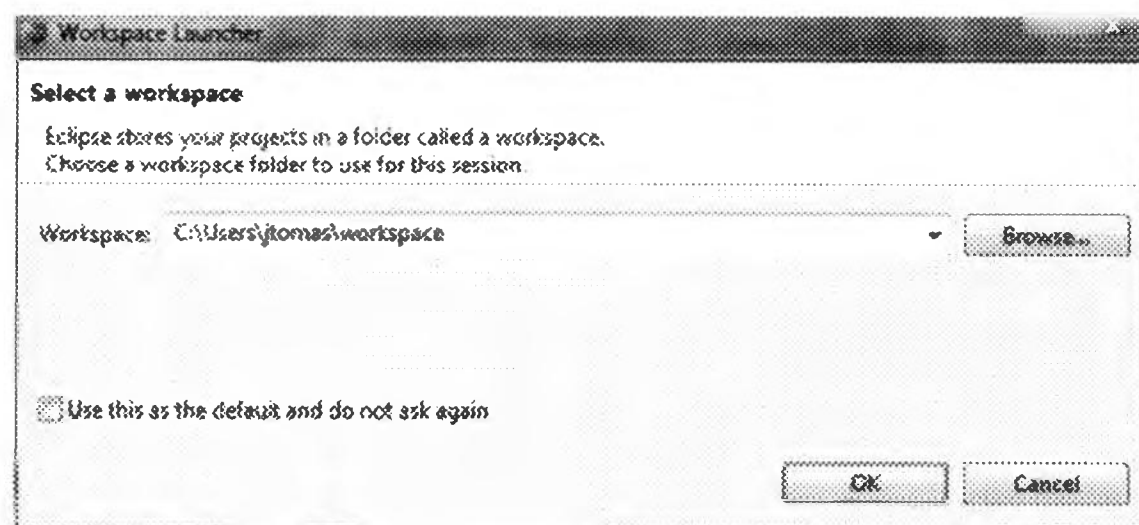 Workspace Launcher
Select a workspace
Eclipse stores your projects in a folder called a workspace.
Choose a workspace folder to use for this session.
Workspace: C:\Users\jtomas\workspace Browse...
Use this as the default and do not ask again
OK Cancel